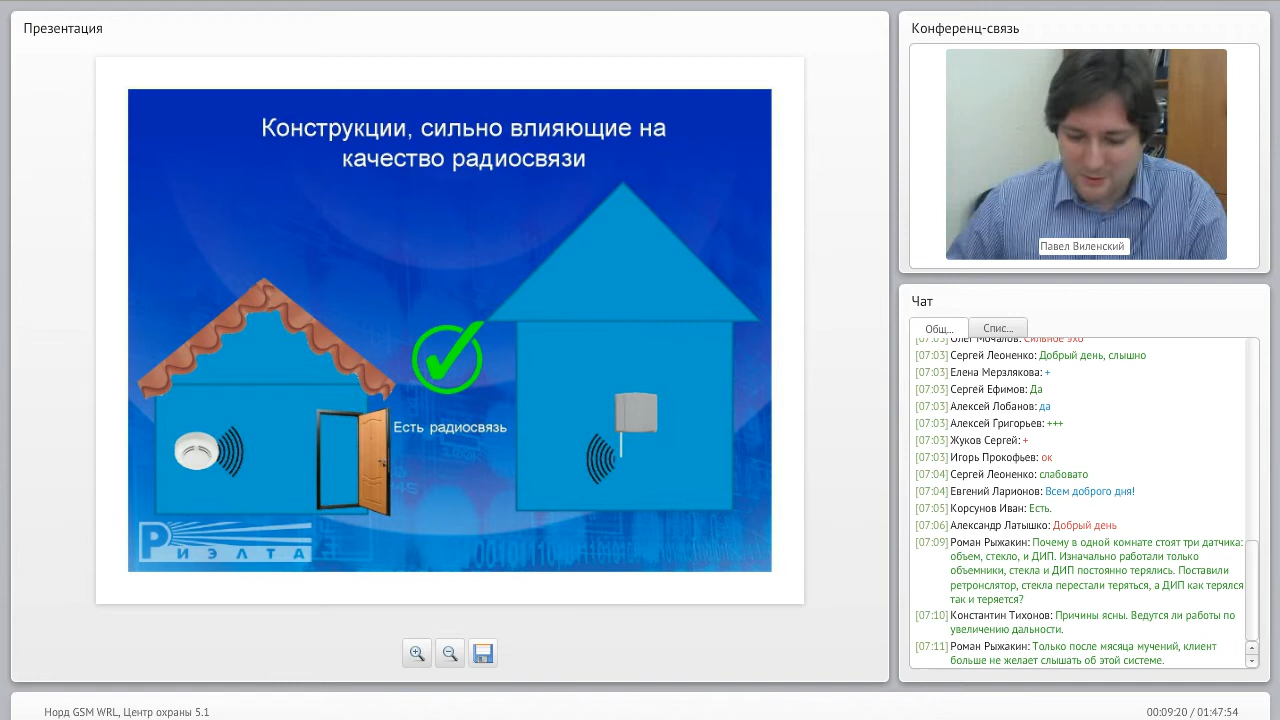 Презентация
Конструкции, сильно влияющие на
качество радиосвязи
Есть радиосвязь
РИЭЛТА
Конференц-связь
Павел Виленский
Чат
Общ...
Спис...
[07:03] Олег Мочалов: Сильное эхо
[07:03] Сергей Леоненко: Добрый день, слышно
[07:03] Елена Мерзлякова: +
[07:03] Сергей Ефимов: Да
[07:03] Алексей Лобанов: да
[07:03] Алексей Григорьев: +++
[07:03] Жуков Сергей: +
[07:03] Игорь Прокофьев: ок
[07:04] Сергей Леоненко: слабовато
[07:04] Евгений Ларионов: Всем доброго дня!
[07:05] Корсунов Иван: Есть.
[07:06] Александр Латышко: Добрый день
[07:09] Роман Рыжакин: Почему в одной комнате стоят три датчика:
объем, стекло, и ДИП. Изначально работали только
объемники, стекла и ДИП постоянно терялись. Поставили
ретронслятор, стекла перестали теряться, а ДИП как терялся
так и теряется?
[07:10] Константин Тихонов: Причины ясны. Ведутся ли работы по
увеличению дальности.
[07:11] Роман Рыжакин: Только после мясяца мучений, клиент
больше не желает слышать об этой системе.
Норд GSM WRL, Центр охраны 5.1
00:09:20 / 01:47:54